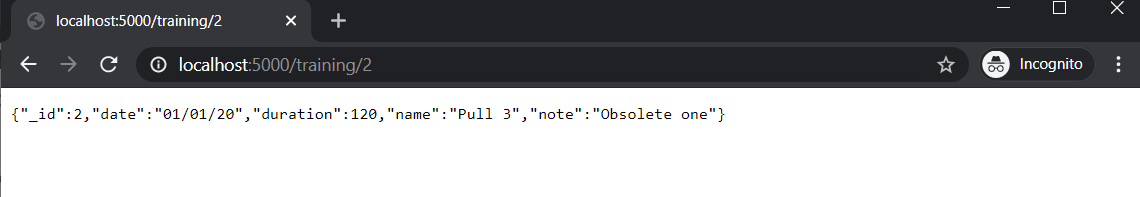 localhost:5000/training/2
localhost:5000/training/2
Incognito
{"_id":2,"date":"01/01/20","duration":120,"name":"Pull 3","note":"Obsolete one"}